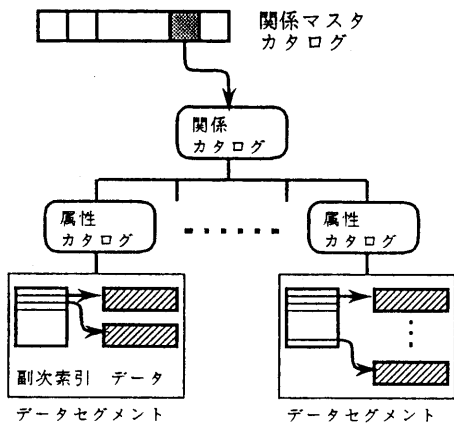 関係マスタ
カタログ
関係
カタログ
属性
カタログ
属性
カタログ
副次索引 データ
データセグメント
データセグメント